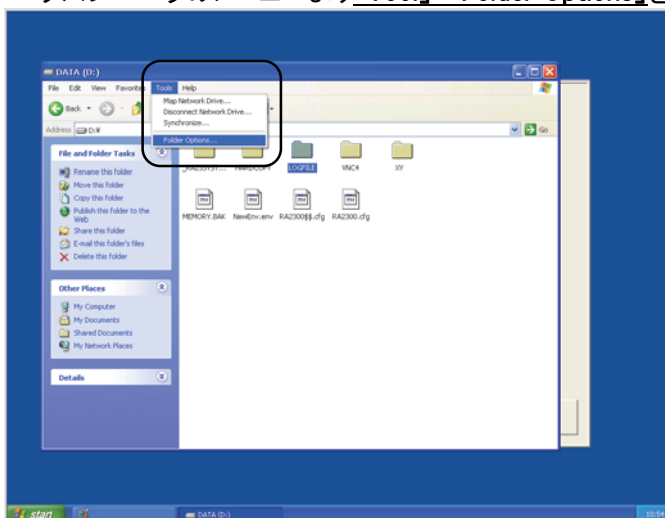 "Tool】-"Folder Options】
DATA (D:)
File Edit View Favorites Tools Help
Map Network Drive...
Disconnect Network Drive...
Synchronize...
Folder Options...
Back
Address D:¥
Go
File and Folder Tasks
Rename this folder
Move this folder
Copy this folder
Publish this folder to the
Web
Share this folder
E-mail this folder's files
Delete this folder
HARDCOPY LOGFILE VNC4 XY
MEMORY.BAK NewEnv.env RA2300$$.cfg RA2300.cfg
Other Places
My Computer
My Documents
Shared Documents
My Network Places
Details
start
DATA (D:)
10:54